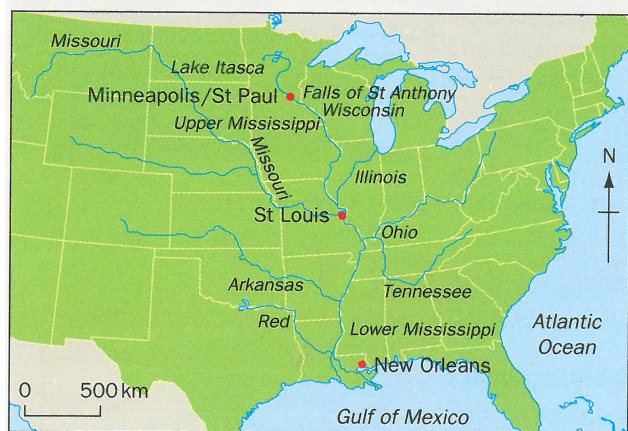 Missouri
Lake Itasca
Minneapolis/St Paul
Falls of St Anthony
Wisconsin
Upper Mississippi
Missouri
Illinois
N
St Louis
Ohio
Arkansas
Tennessee
Red
Lower Mississippi
Atlantic
Ocean
New Orleans
0 500 km
Gulf of Mexico